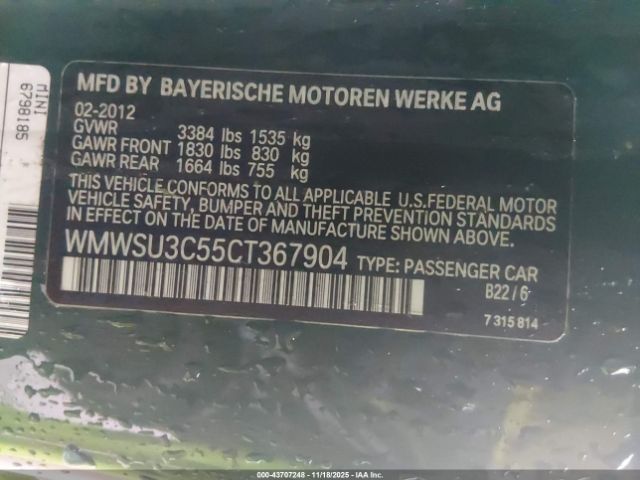 MINI
6798185
MFD BY BAYERISCHE MOTOREN WERKE AG
02-2012
GVWR 3384 lbs 1535 kg
GAWR FRONT 1830 lbs 830 kg
GAWR REAR 1664 lbs 755 kg
THIS VEHICLE CONFORMS TO ALL APPLICABLE U.S.FEDERAL MOTOR
VEHICLE SAFETY, BUMPER AND THEFT PREVENTION STANDARDS
IN EFFECT ON THE DATE OF MANUFACTURE SHOWN ABOVE.
WMWSU3C55CT367904 TYPE: PASSENGER CAR
B22/6
7 315 814
000-43707248 - 11/18/2025 - IAAI.COM